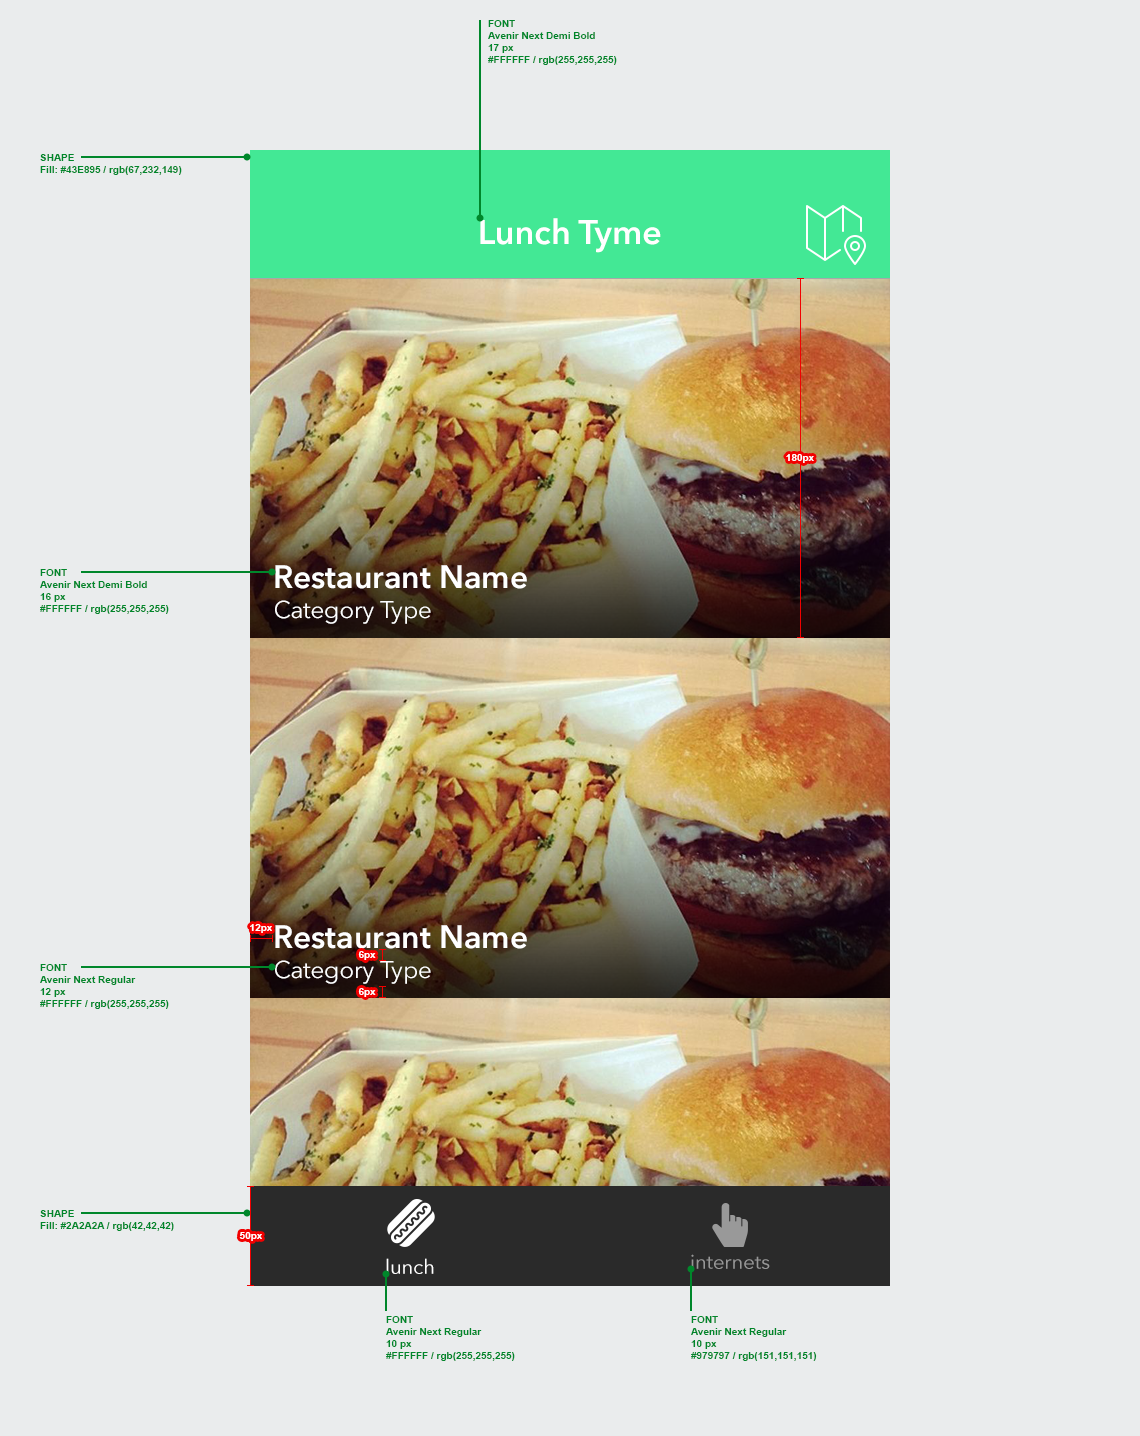 FONT
Avenir Next Demi Bold
17 px
#FFFFFF / rgb(255,255,255)
SHAPE
Fill: #43E895 / rgb(67,232,149)
Lunch Tyme
180px
FONT
Avenir Next Demi Bold
16 px
#FFFFFF / rgb(255,255,255)
Restaurant Name
Category Type
12px
Restaurant Name
6px
Category Type
6px
FONT
Avenir Next Regular
12 px
#FFFFFF / rgb(255,255,255)
SHAPE
Fill: #2A2A2A / rgb(42,42,42)
50px
lunch
internets
FONT
Avenir Next Regular
10 px
#FFFFFF / rgb(255,255,255)
FONT
Avenir Next Regular
10 px
#979797 / rgb(151,151,151)